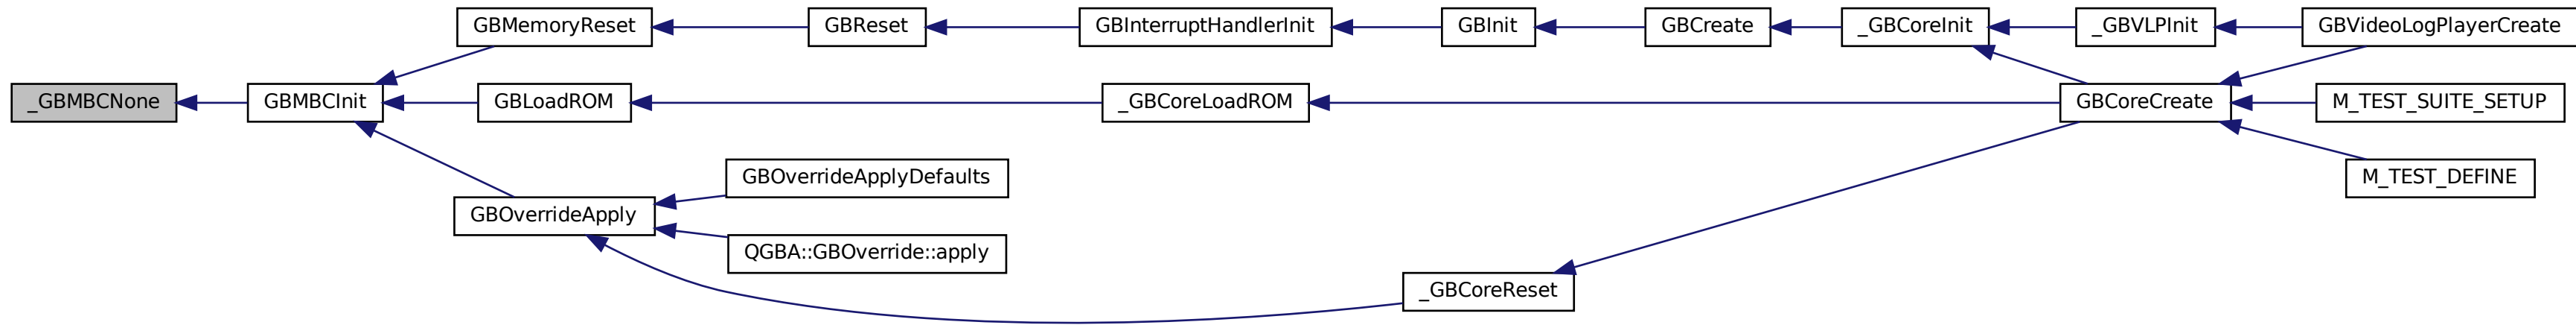 GBMemoryReset
GBReset
GBInterruptHandlerInit
GBInit
GBCreate
_GBCoreInit
_GBVLPInit
GBVideoLogPlayerCreate
_GBMBCNone
GBMBCInit
GBLoadROM
_GBCoreLoadROM
GBCoreCreate
M_TEST_SUITE_SETUP
GBOverrideApplyDefaults
M_TEST_DEFINE
GBOverrideApply
QGBA::GBOverride::apply
_GBCoreReset